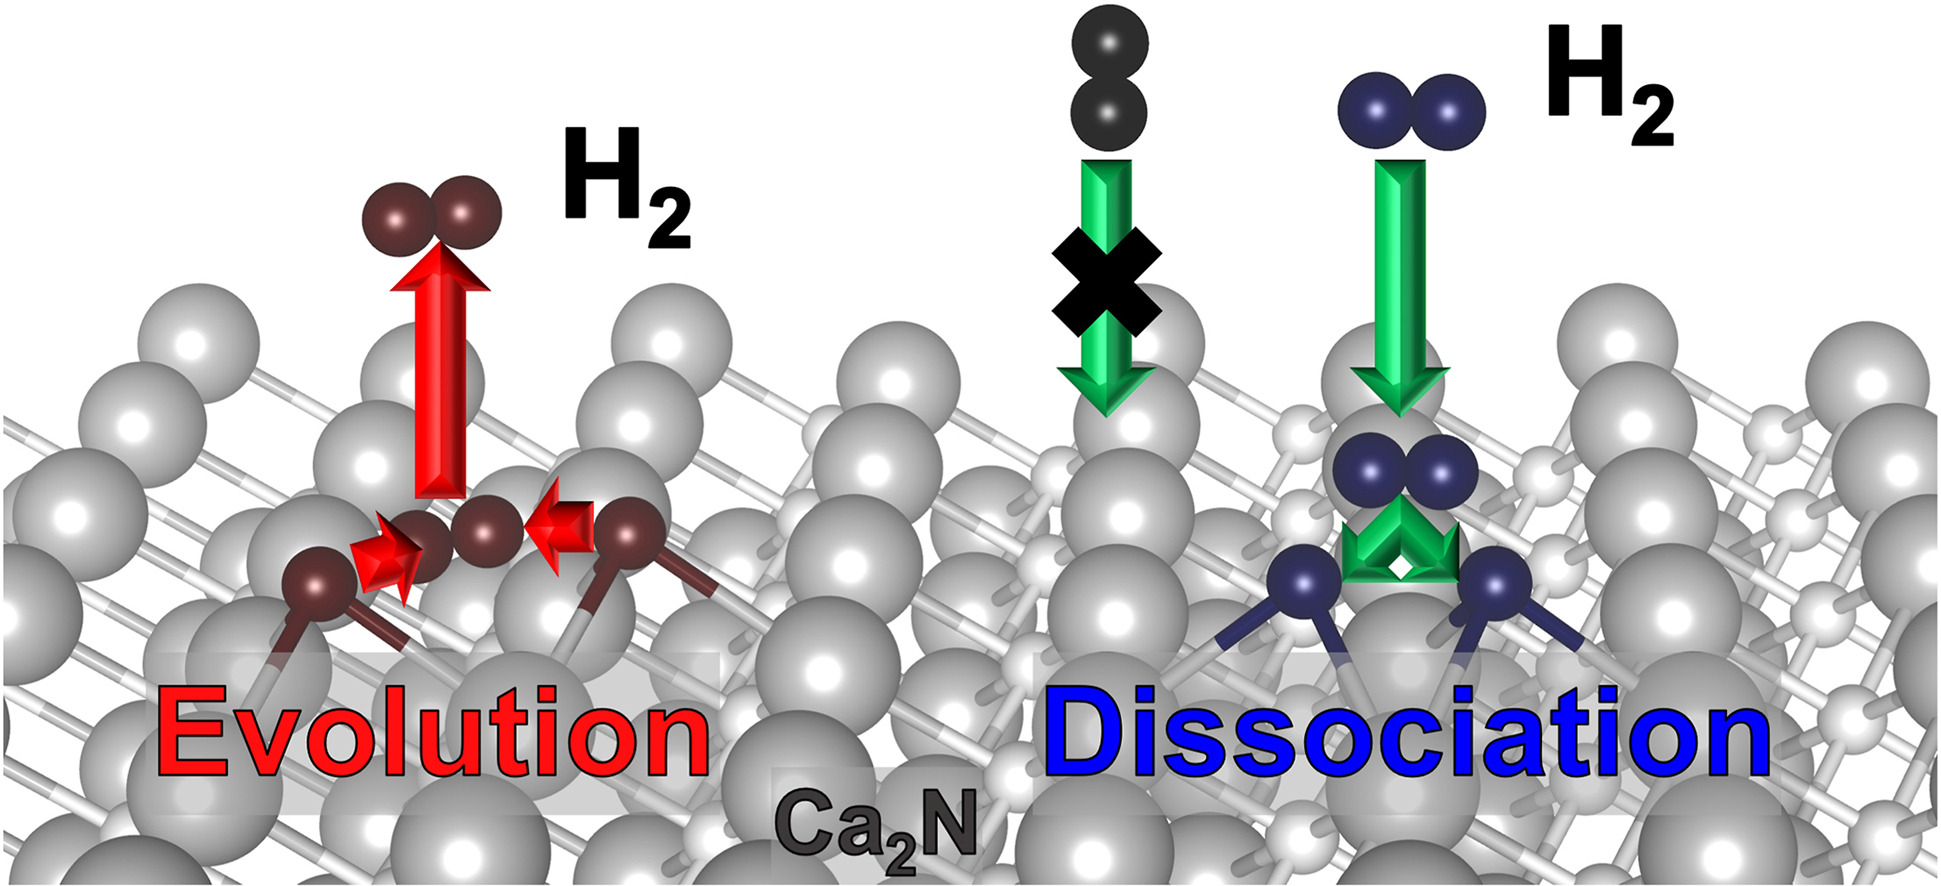 H₂
H₂
Evolution
Dissociation
Ca₂N